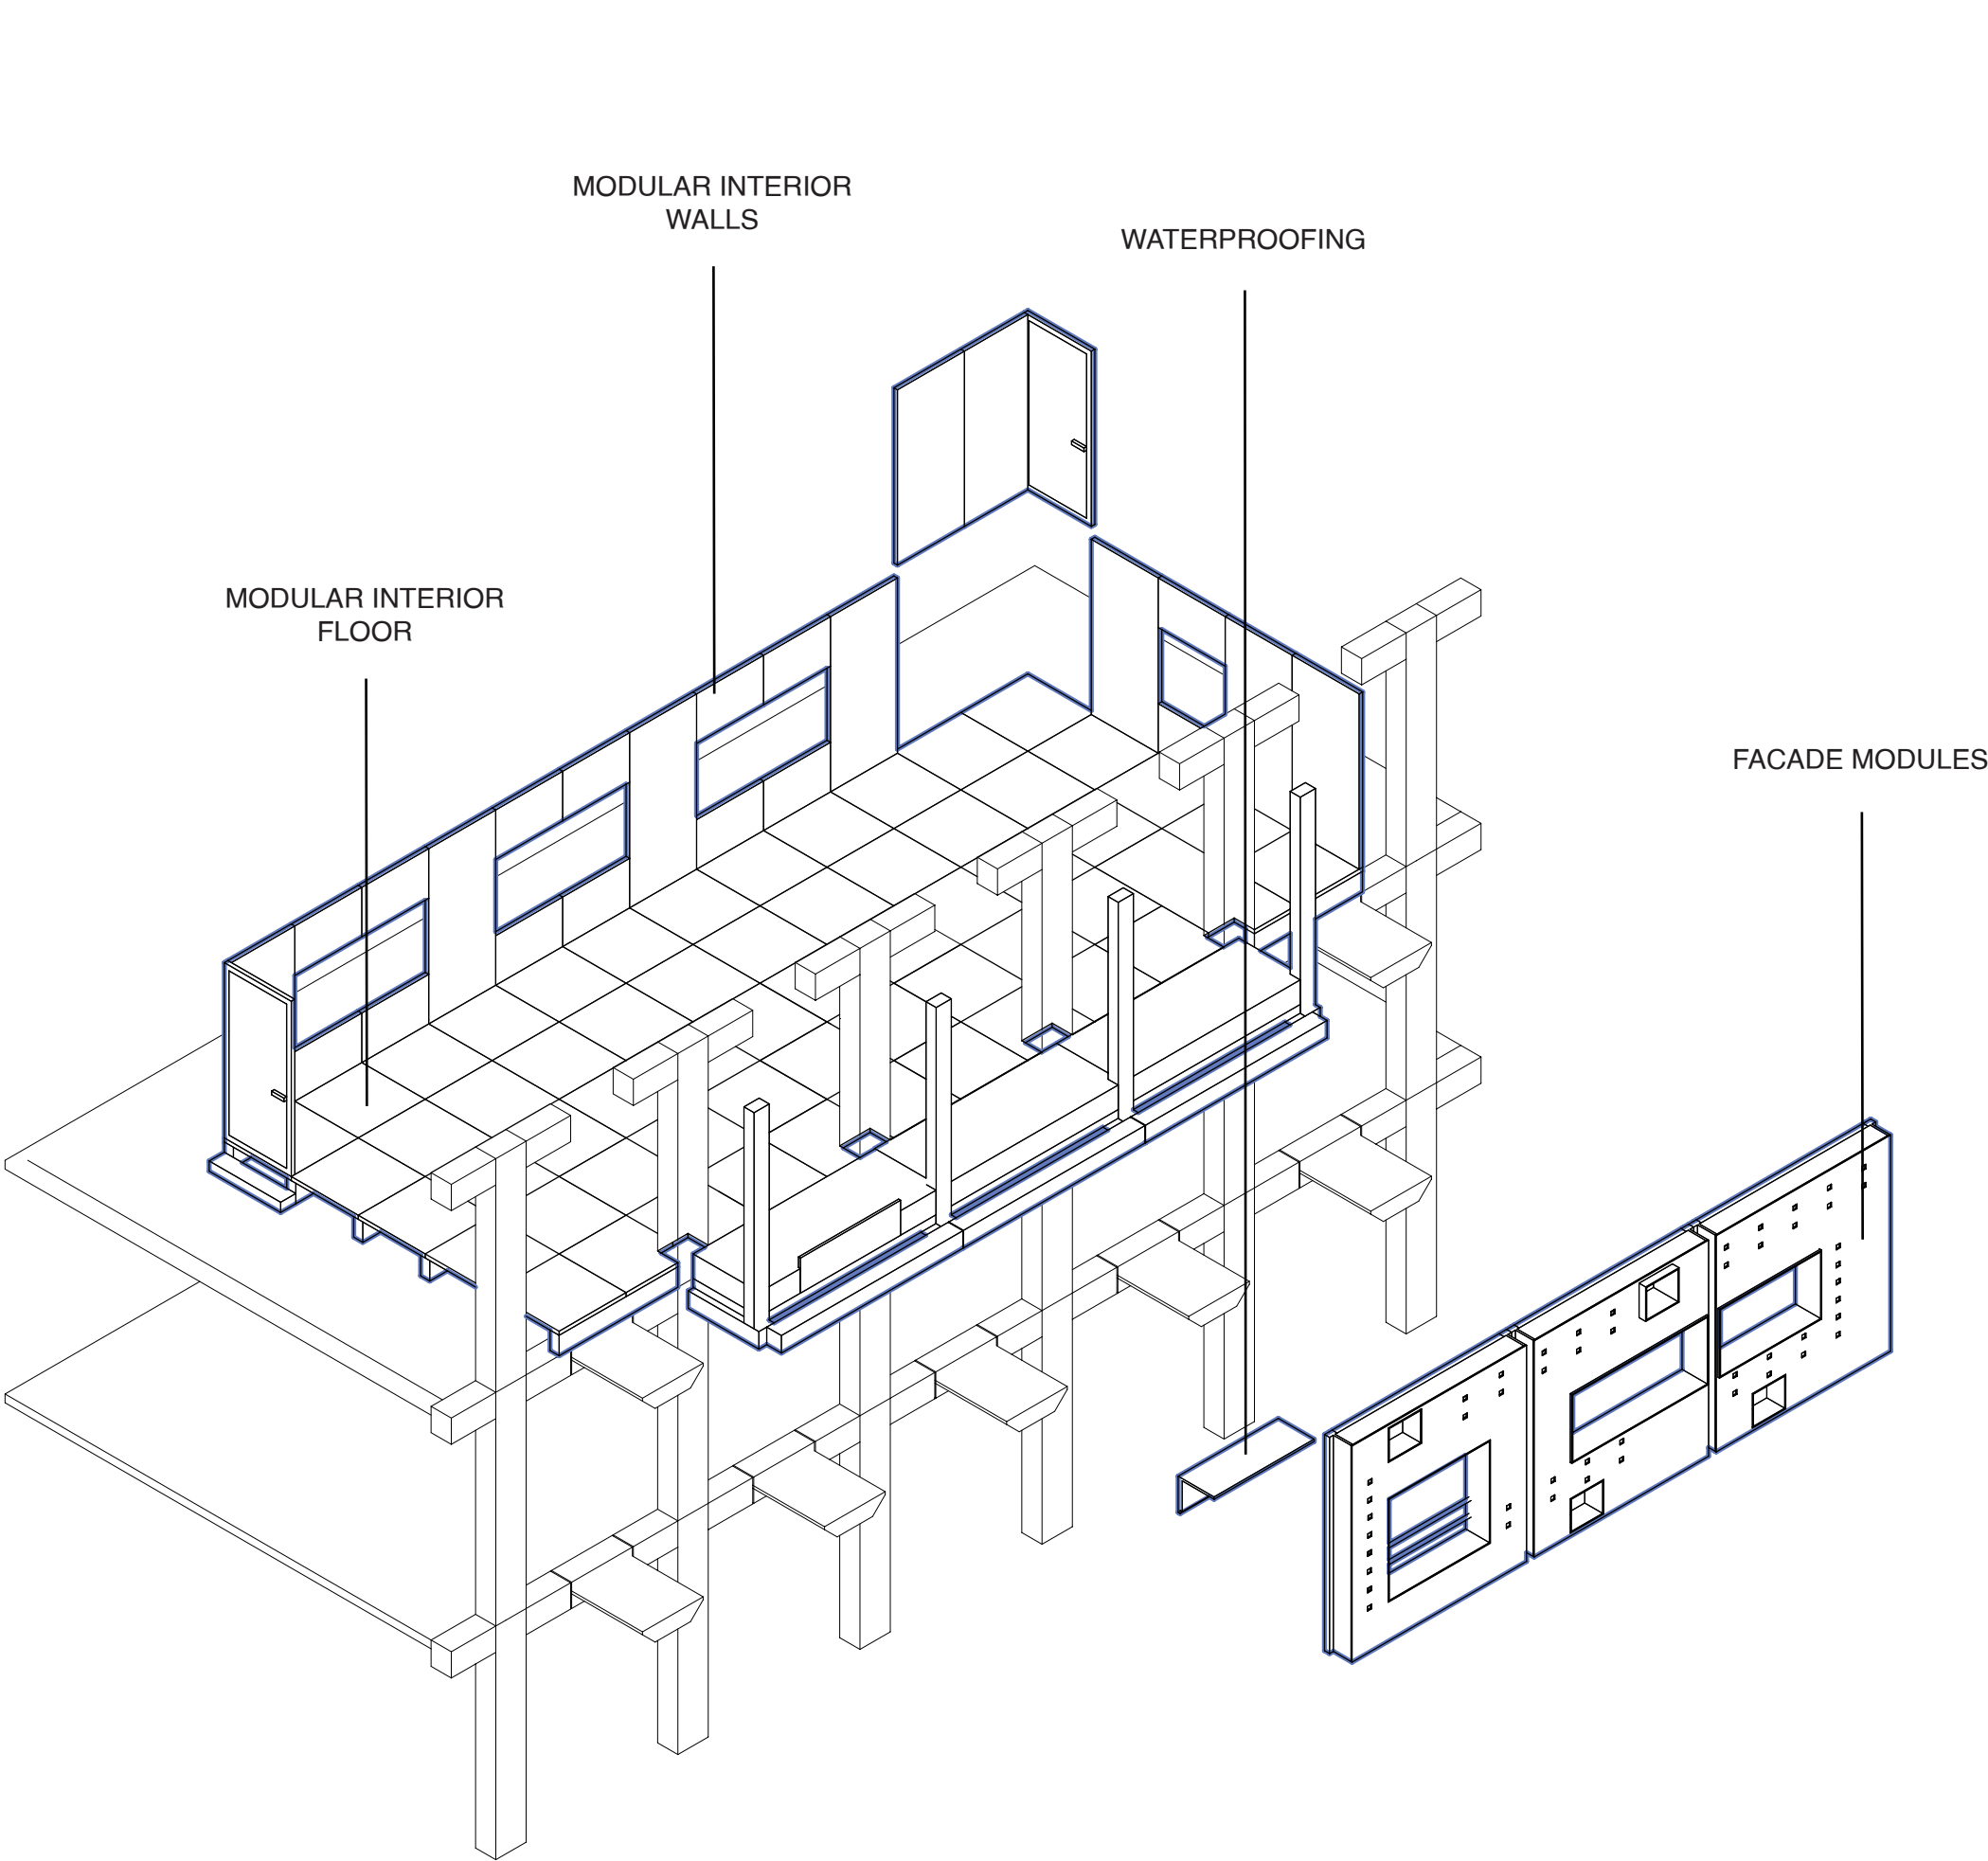 MODULAR INTERIOR
WALLS
WATERPROOFING
MODULAR INTERIOR
FLOOR
FACADE MODULES